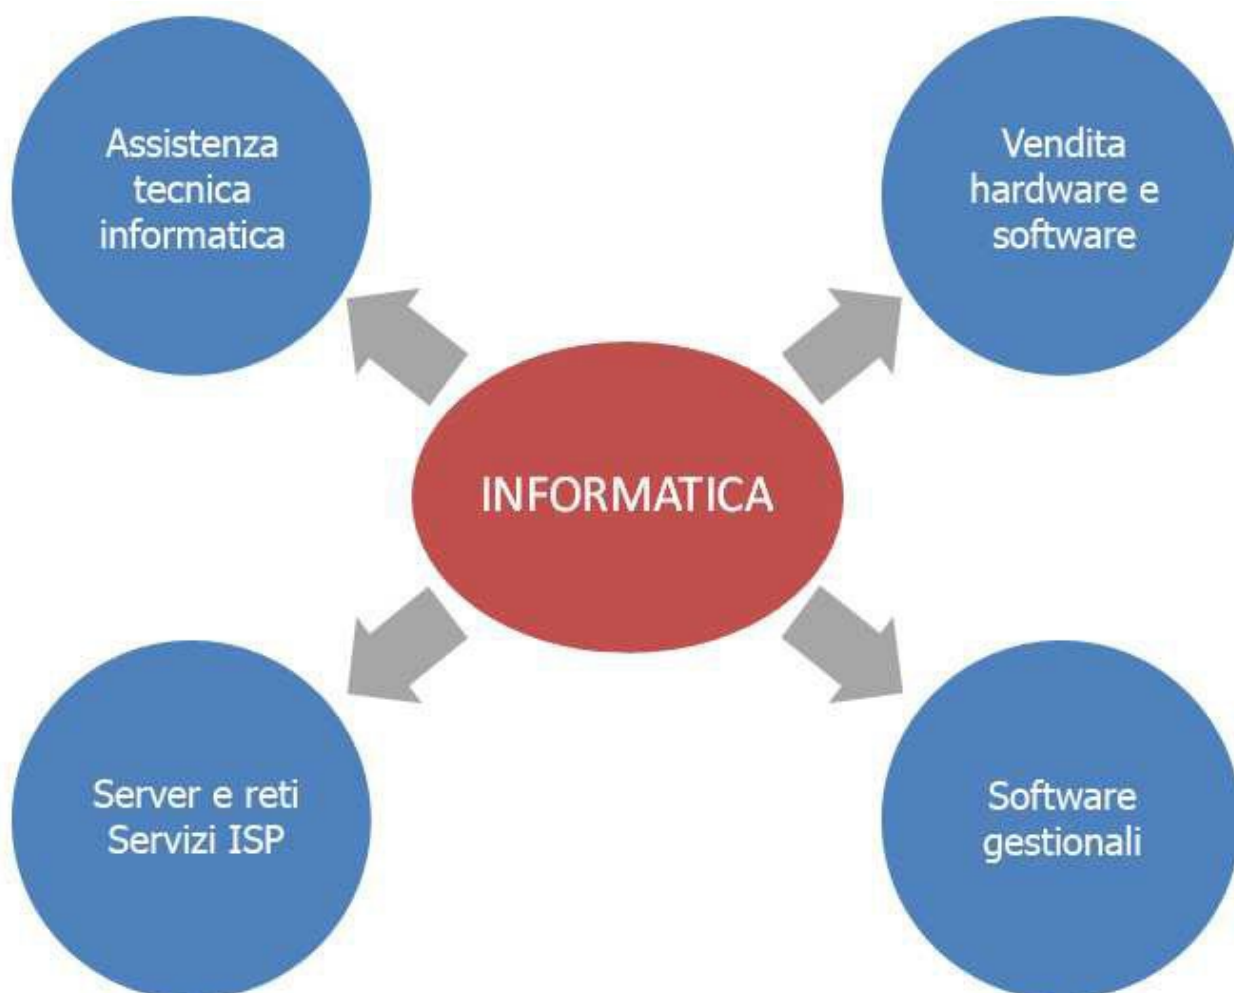 Assistenza
tecnica
informatica
Vendita
hardware e
software
INFORMATICA
Server e reti
Servizi ISP
Software
gestionali